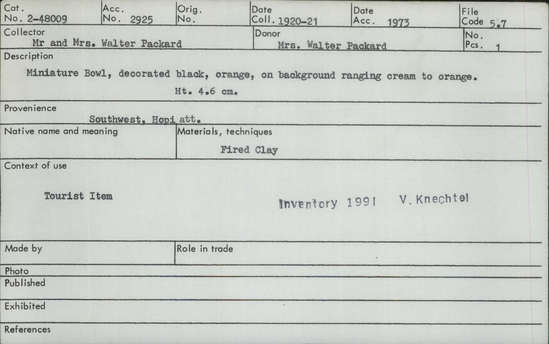 Cat. No. 2-48009 Acc. No. 2925 Orig. No. Date Coll. 1920-21 Date Acc. 1973 File Code 5.7
Collector Donor No. Pcs. 1
Mr and Mrs. Walter Packard Mrs. Walter Packard
Description
Miniature Bowl, decorated black, orange, on background ranging cream to orange.
Ht. 4.6 cm.
Provenience
Southwest, Hopi att.
Native name and meaning Materials, techniques
Fired Clay
Context of use
Tourist Item Inventory 1991 V. Knechtel
Made by Role in trade
Photo
Published
Exhibited
References